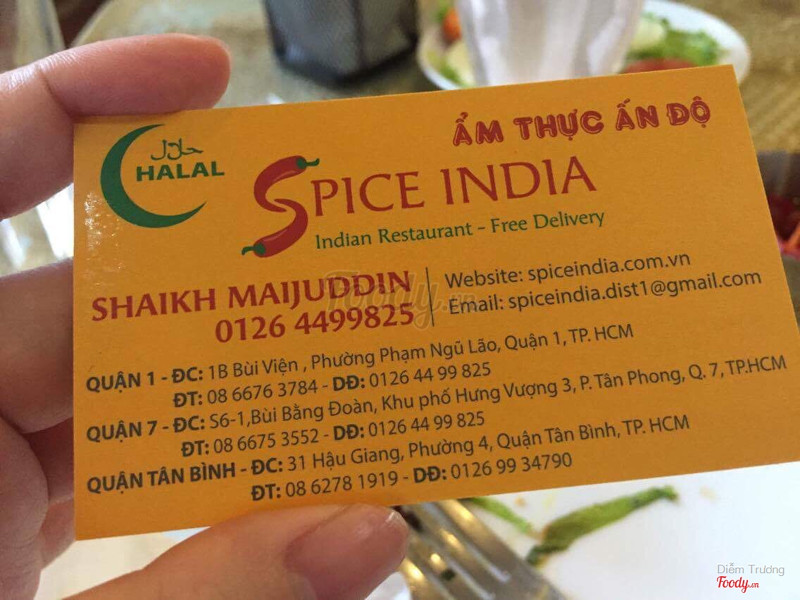 ẨM THỰC ẤN ĐỘ
حلال
HALAL
SPICE INDIA
Indian Restaurant - Free Delivery
SHAIKH MAIJUDDIN
0126 4499825
Website: spiceindia.com.vn
Email: spiceindia.dist1@gmail.com
QUẬN 1 - ĐC: 1B Bùi Viện , Phường Phạm Ngũ Lão, Quận 1, TP. HCM
ĐT: 08 6676 3784 - DĐ: 0126 44 99 825
QUẬN 7 - ĐC: S6-1,Bùi Bằng Đoàn, Khu phố Hưng Vượng 3, P. Tân Phong, Q. 7, TP.HCM
ĐT: 08 6675 3552 - DĐ: 0126 44 99 825
QUẬN TÂN BÌNH - ĐC: 31 Hậu Giang, Phường 4, Quận Tân Bình, TP. HCM
ĐT: 08 6278 1919 - DĐ: 0126 99 34790
Foody.vn
Diễm Trương
Foody.vn